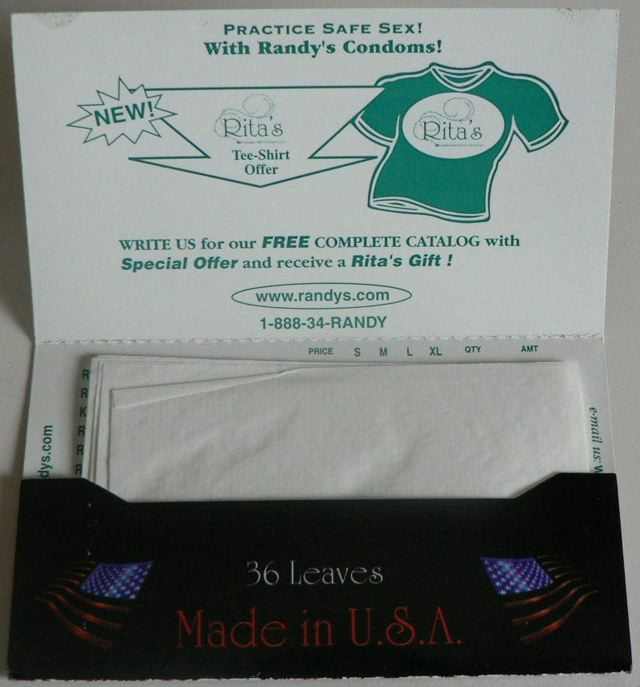 PRACTICE SAFE SEX!
With Randy's Condoms!
NEW!
Rita's
Tee-Shirt
Offer
Rita's
WRITE US for our FREE COMPLETE CATALOG with
Special Offer and receive a Rita's Gift !
www.randys.com
1-888-34-RANDY
PRICE S M L XL QTY AMT
R
R
K
R
R
R
dys.com
e-mail us: w
36 Leaves
Made in U.S.A.